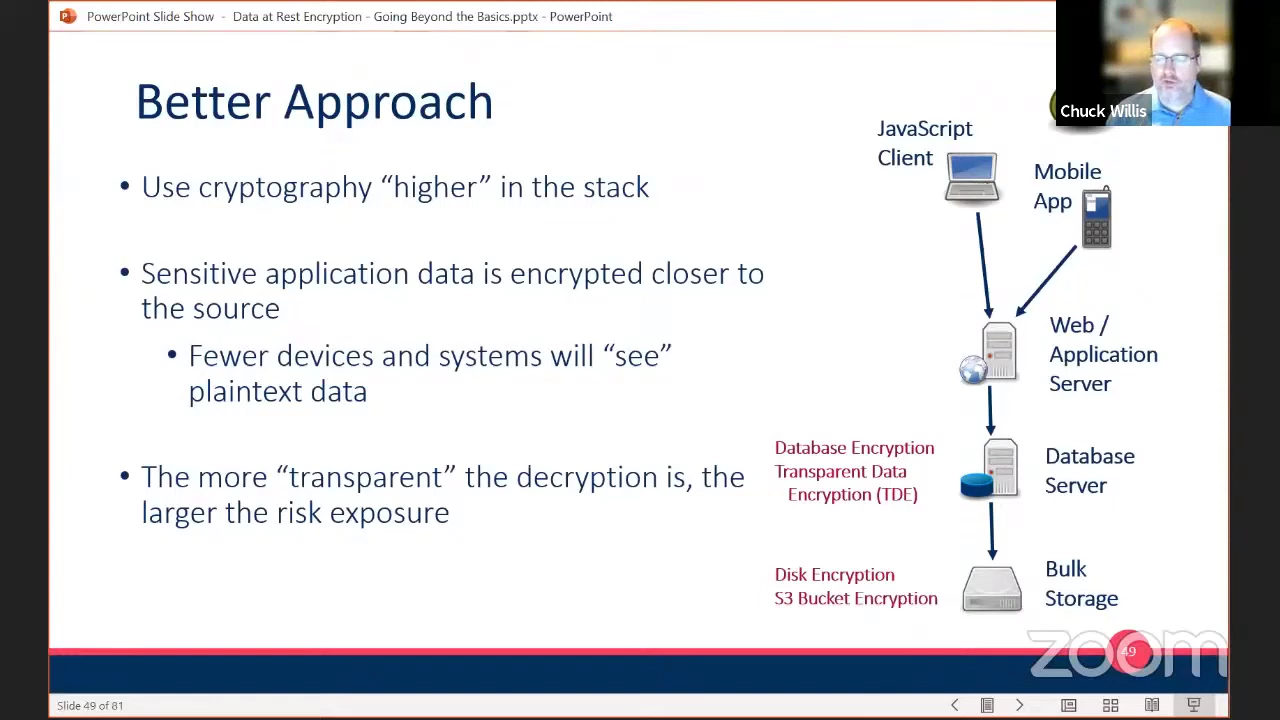 PowerPoint Slide Show - Data at Rest Encryption - Going Beyond the Basics.pptx - PowerPoint
Chuck Willis
Better Approach
• Use cryptography “higher” in the stack
• Sensitive application data is encrypted closer to
the source
• Fewer devices and systems will “see”
plaintext data
• The more “transparent” the decryption is, the
larger the risk exposure
JavaScript
Client
Mobile
App
Web /
Application
Server
Database Encryption
Transparent Data
Encryption (TDE)
Database
Server
Disk Encryption
S3 Bucket Encryption
Bulk
Storage
zoom
49
Slide 49 of 81